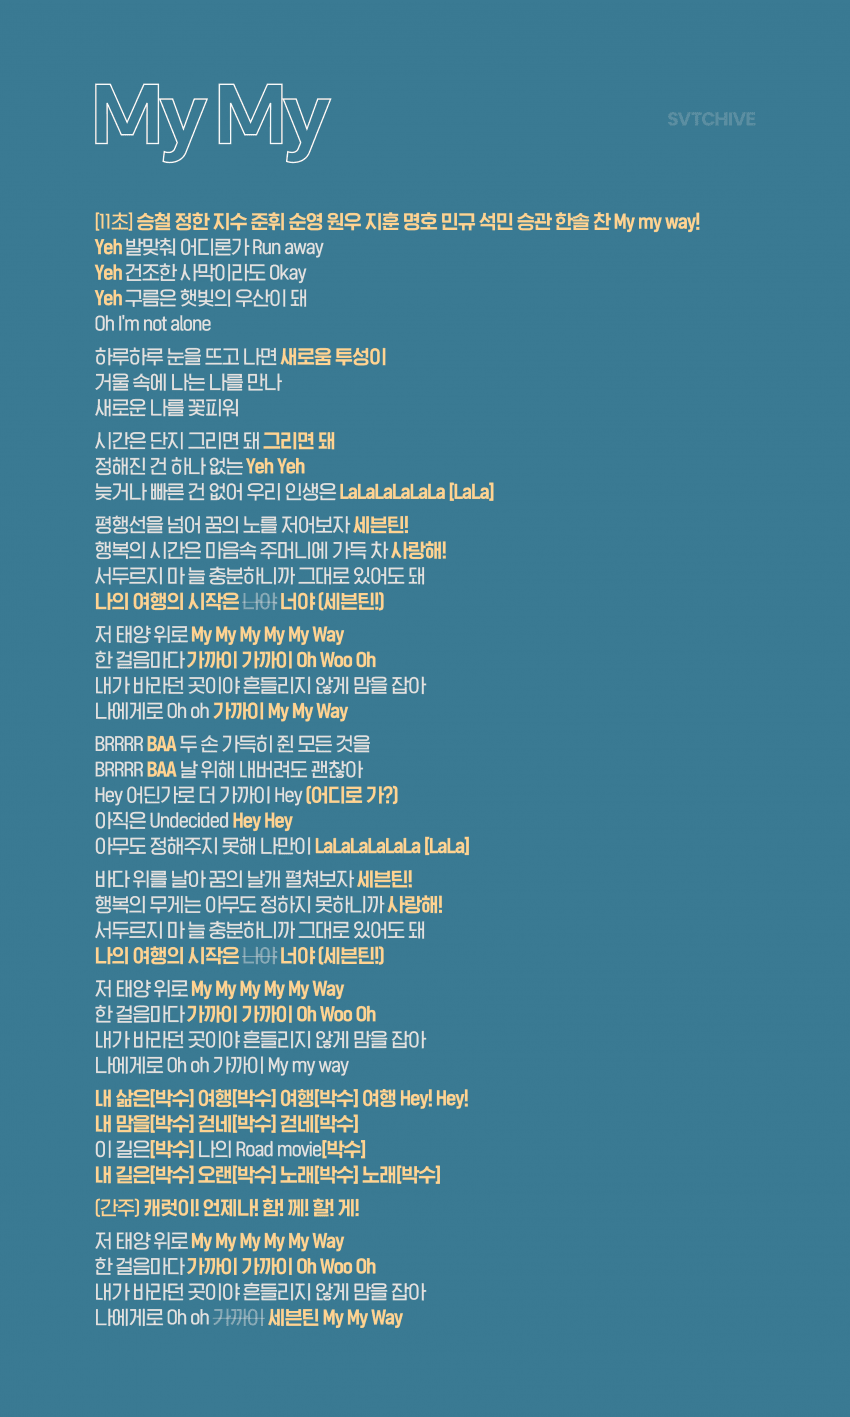 My My
SVTCHIVE
[11초] 승철 정한 지수 준휘 순영 원우 지훈 명호 민규 석민 승관 한솔 찬 My my way!
Yeh 발맞춰 어디론가 Run away
Yeh 건조한 사막이라도 Okay
Yeh 구름은 햇빛의 우산이 돼
Oh I'm not alone
하루하루 눈을 뜨고 나면 새로움 투성이
거울 속에 나는 나를 만나
새로운 나를 꽃피워
시간은 단지 그리면 돼 그리면 돼
정해진 건 하나 없는 Yeh Yeh
늦거나 빠른 건 없어 우리 인생은 LaLaLaLaLaLa [LaLa]
평행선을 넘어 꿈의 노를 저어보자 세븐틴!
행복의 시간은 마음속 주머니에 가득 차 사랑해!
서두르지 마 늘 충분하니까 그대로 있어도 돼
나의 여행의 시작은 나야 너야 (세븐틴!)
저 태양 위로 My My My My My Way
한 걸음마다 가까이 가까이 Oh Woo Oh
내가 바라던 곳이야 흔들리지 않게 맘을 잡아
나에게로 Oh oh 가까이 My My Way
BRRRR BAA 두 손 가득히 쥔 모든 것을
BRRRR BAA 날 위해 내버려도 괜찮아
Hey 어딘가로 더 가까이 Hey (어디로 가?)
아직은 Undecided Hey Hey
아무도 정해주지 못해 나만이 LaLaLaLaLaLa [LaLa]
바다 위를 날아 꿈의 날개 펼쳐보자 세븐틴!
행복의 무게는 아무도 정하지 못하니까 사랑해!
서두르지 마 늘 충분하니까 그대로 있어도 돼
나의 여행의 시작은 나야 너야 (세븐틴!)
저 태양 위로 My My My My My Way
한 걸음마다 가까이 가까이 Oh Woo Oh
내가 바라던 곳이야 흔들리지 않게 맘을 잡아
나에게로 Oh oh 가까이 My my way
내 삶은[박수] 여행[박수] 여행[박수] 여행 Hey! Hey!
내 맘을[박수] 걷네[박수] 걷네[박수]
이 길은[박수] 나의 Road movie[박수]
내 길은[박수] 오랜[박수] 노래[박수] 노래[박수]
(간주) 캐럿이! 언제나! 함! 께! 할! 게!
저 태양 위로 My My My My My Way
한 걸음마다 가까이 가까이 Oh Woo Oh
내가 바라던 곳이야 흔들리지 않게 맘을 잡아
나에게로 Oh oh 가까이 세븐틴 My My Way